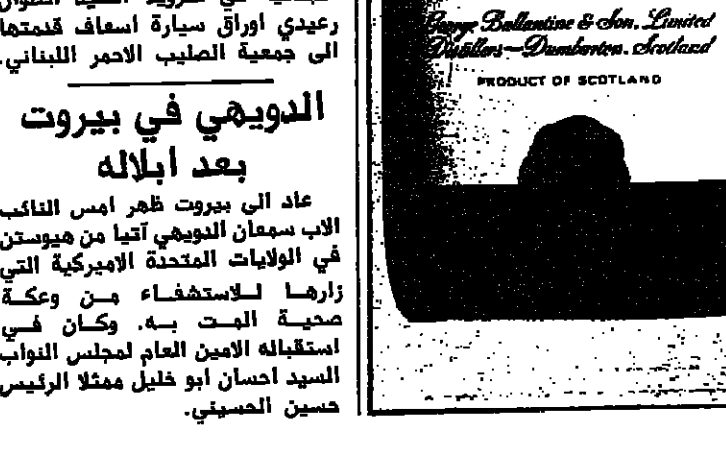 رعيدي اوراق سيارة اسعاف قدمتها
الى جمعية الصليب الاحمر اللبناني.
الدويهي في بيروت
بعد ابلاله
عاد الى بيروت ظهر امس النائب
الاب سمعان الدويهي آتيا من هيوستن
في الولايات المتحدة الاميركية التي
زارها للاستشفاء من وعكة
صحية المت به. وكان في
استقباله الامين العام لمجلس النواب
السيد احسان ابو خليل ممثلا الرئيس
حسين الحسيني.
George Ballantine & Son. Limited
Distillers—Dumbarton. Scotland
PRODUCT OF SCOTLAND